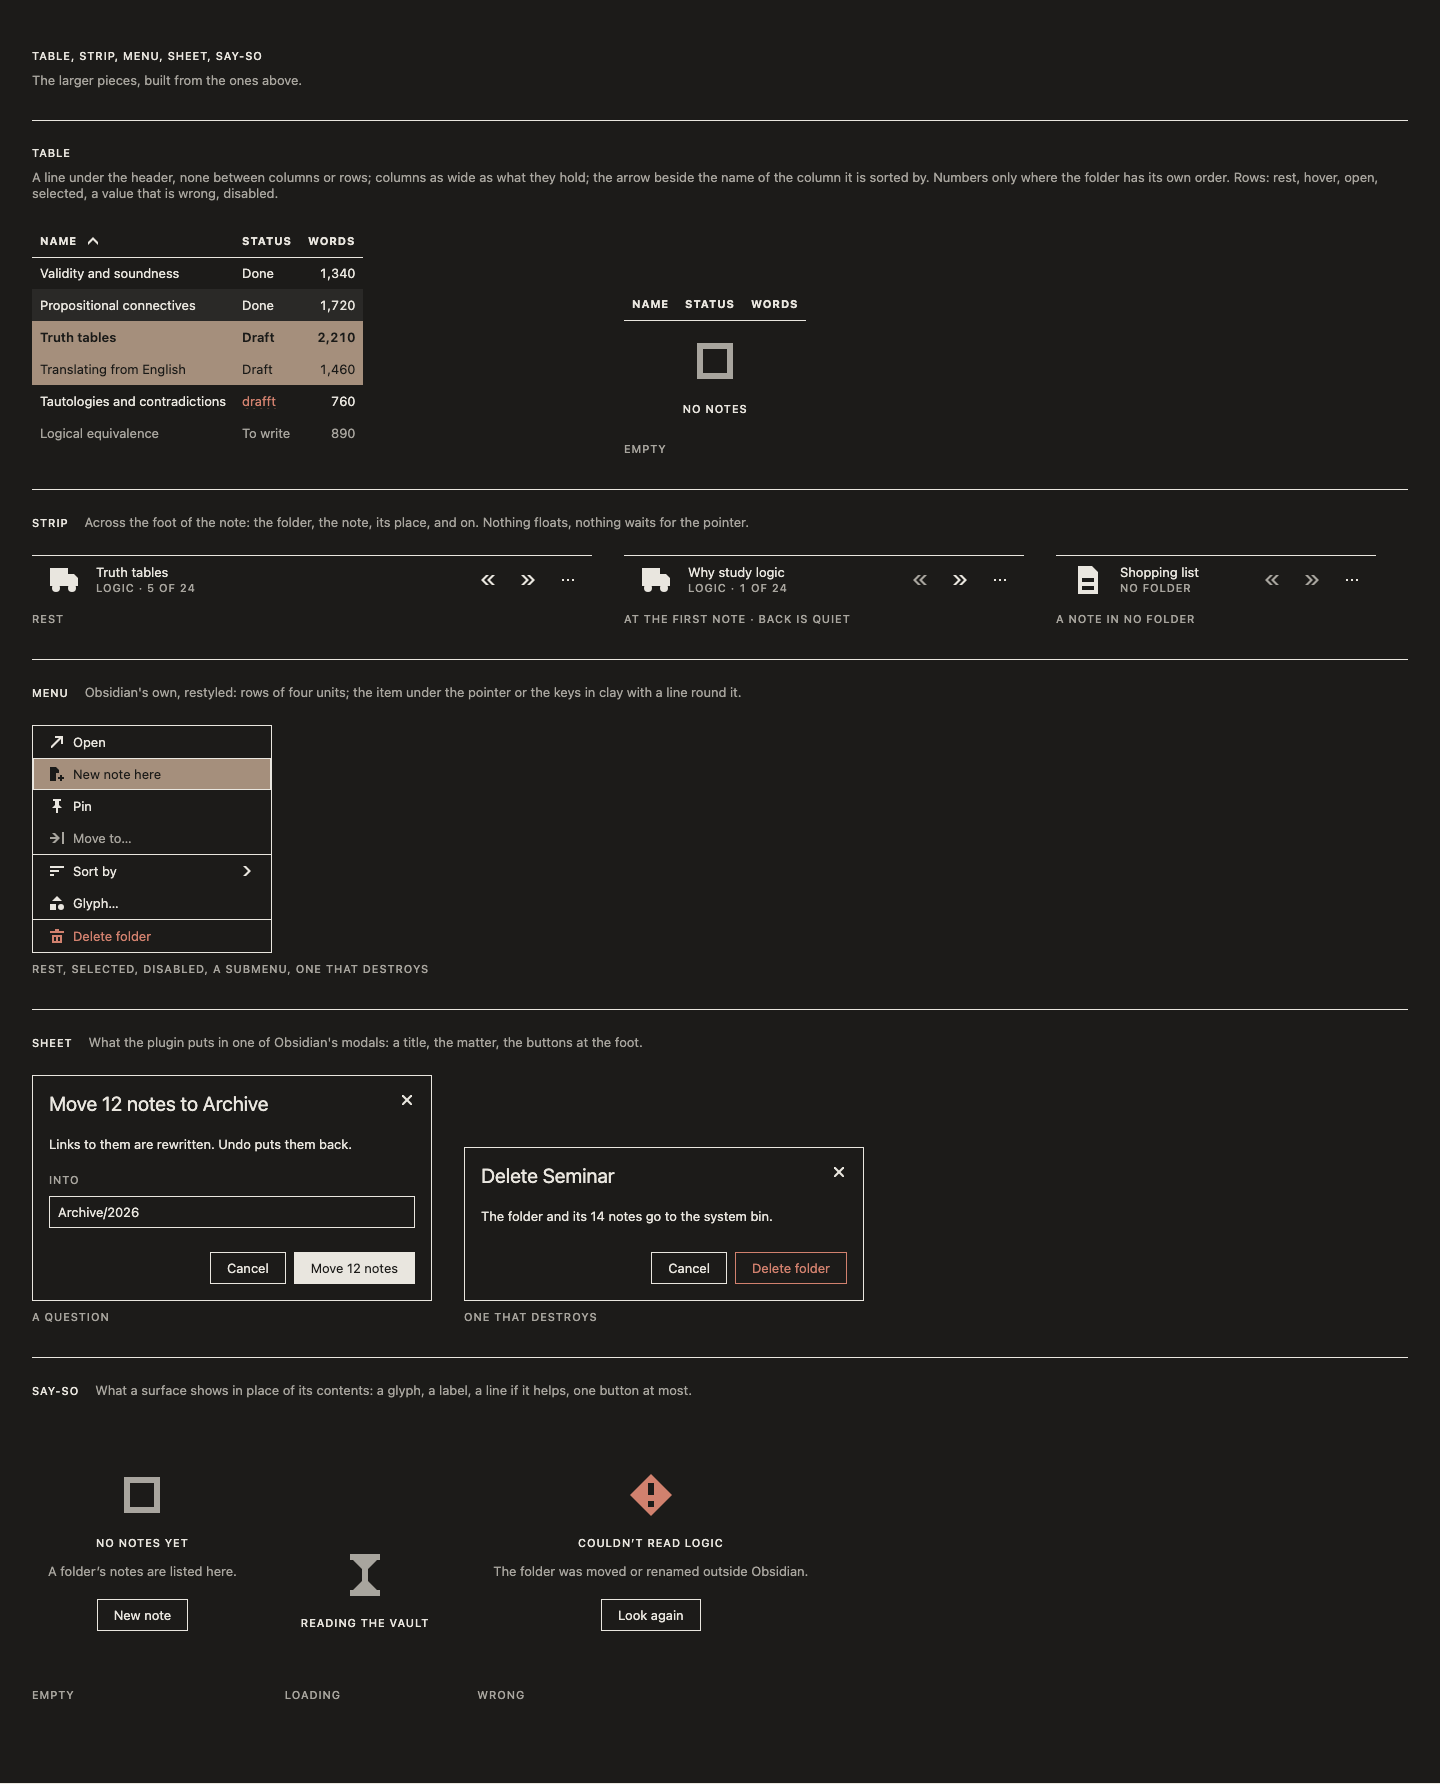 TABLE, STRIP, MENU, SHEET, SAY-SO
The larger pieces, built from the ones above.
TABLE
A line under the header, none between columns or rows; columns as wide as what they hold; the arrow beside the name of the column it is sorted by. Numbers only where the folder has its own order. Rows: rest, hover, open,
selected, a value that is wrong, disabled.
NAME STATUS WORDS
Validity and soundness Done 1,340
Propositional connectives Done 1,720
Truth tables Draft 2,210
Translating from English Draft 1,460
Tautologies and contradictions drafft 760
Logical equivalence To write 890
NAME STATUS WORDS
NO NOTES
EMPTY
STRIP Across the foot of the note: the folder, the note, its place, and on. Nothing floats, nothing waits for the pointer.
Truth tables
LOGIC · 5 OF 24
REST
Why study logic
LOGIC · 1 OF 24
AT THE FIRST NOTE · BACK IS QUIET
Shopping list
NO FOLDER
A NOTE IN NO FOLDER
MENU Obsidian's own, restyled: rows of four units; the item under the pointer or the keys in clay with a line round it.
Open
New note here
Pin
Move to...
Sort by
Glyph...
Delete folder
REST, SELECTED, DISABLED, A SUBMENU, ONE THAT DESTROYS
SHEET What the plugin puts in one of Obsidian's modals: a title, the matter, the buttons at the foot.
Move 12 notes to Archive
Links to them are rewritten. Undo puts them back.
INTO
Archive/2026
Cancel Move 12 notes
A QUESTION
Delete Seminar
The folder and its 14 notes go to the system bin.
Cancel Delete folder
ONE THAT DESTROYS
SAY-SO What a surface shows in place of its contents: a glyph, a label, a line if it helps, one button at most.
NO NOTES YET
A folder’s notes are listed here.
New note
EMPTY
READING THE VAULT
LOADING
COULDN’T READ LOGIC
The folder was moved or renamed outside Obsidian.
Look again
WRONG